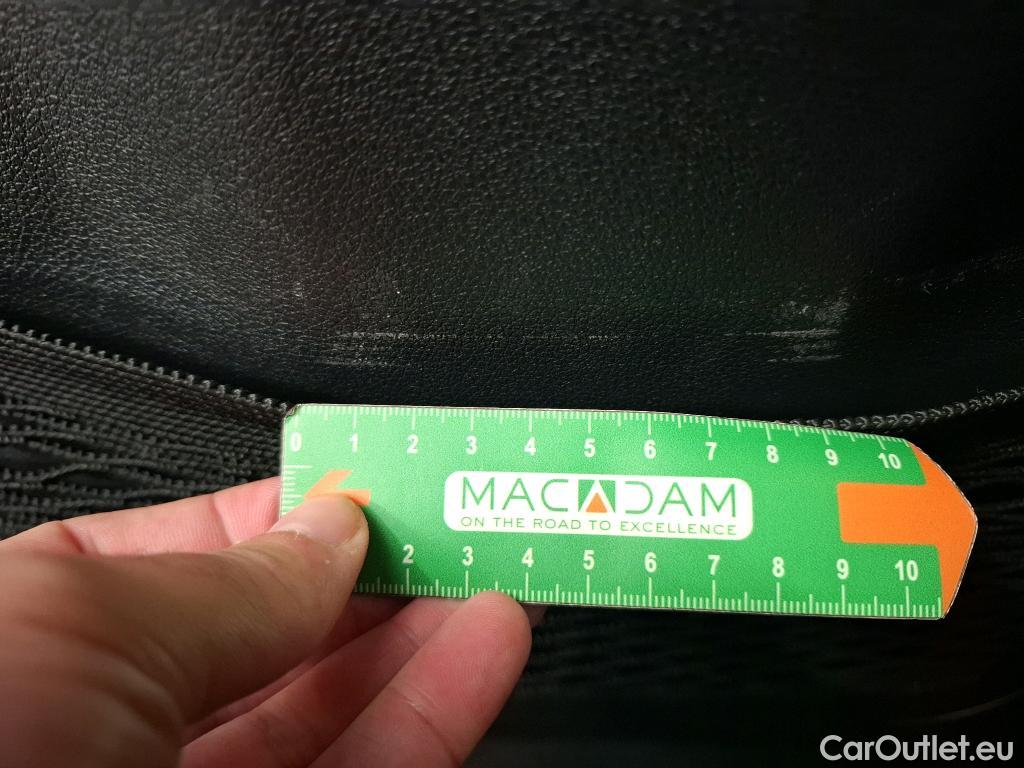 0 1 2 3 4 5 6 7 8 9 10
MACADAM
ON THE ROAD TO EXCELLENCE
2 3 4 5 6 7 8 9 10
CarOutlet.eu